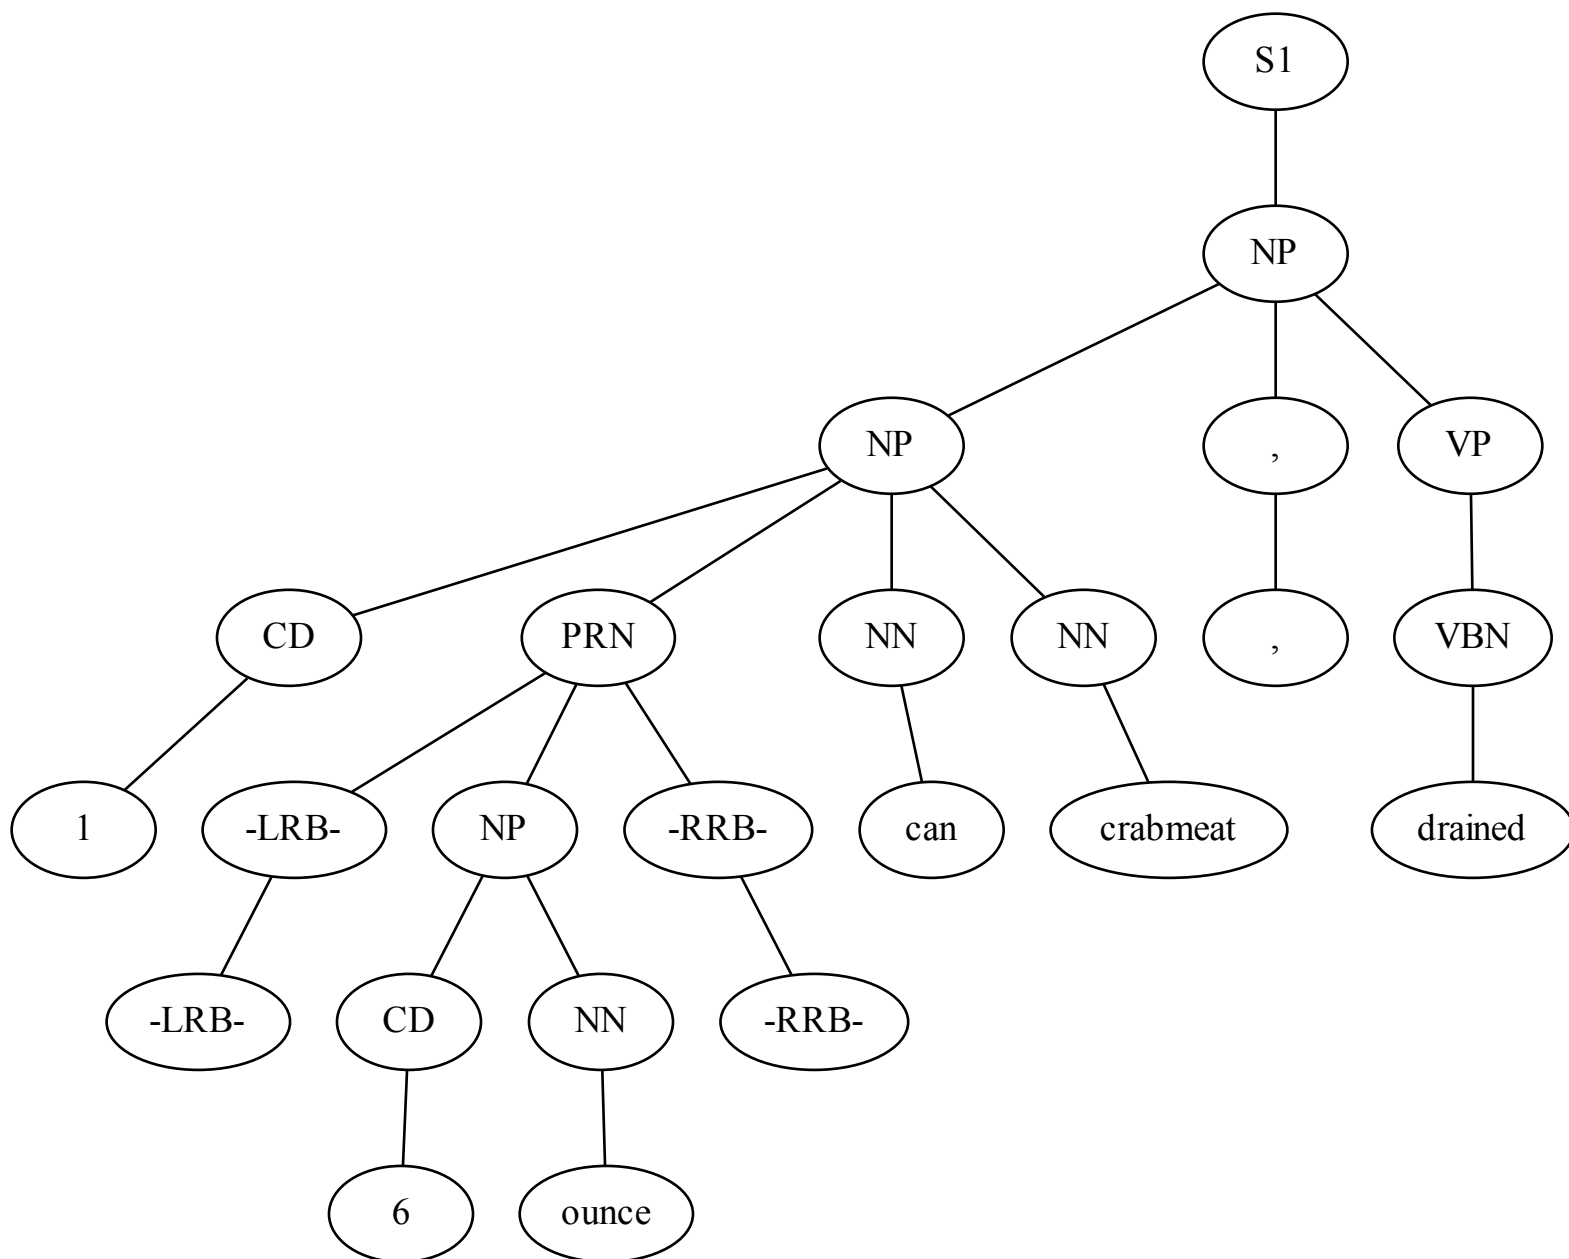 S1
NP
NP , VP
CD PRN NN NN , VBN
1 -LRB- NP -RRB- can crabmeat drained
-LRB- CD NN -RRB-
6 ounce